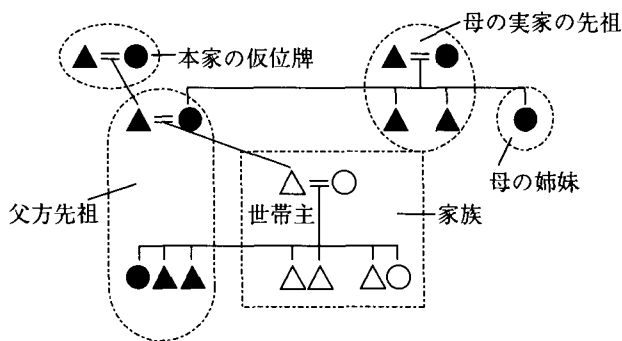 母の実家の先祖
本家の仮位牌
母の姉妹
世帯主
家族
父方先祖